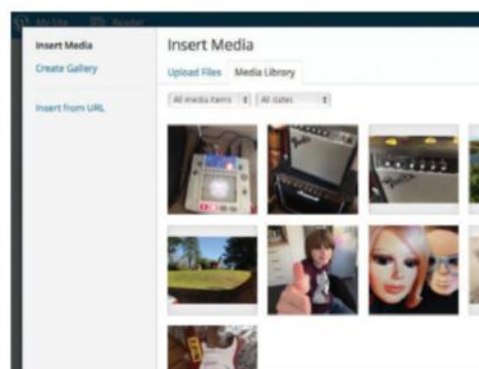 My Site Reader
Insert Media
Create Gallery
Insert from URL
Insert Media
Upload Files Media Library
All media items All dates